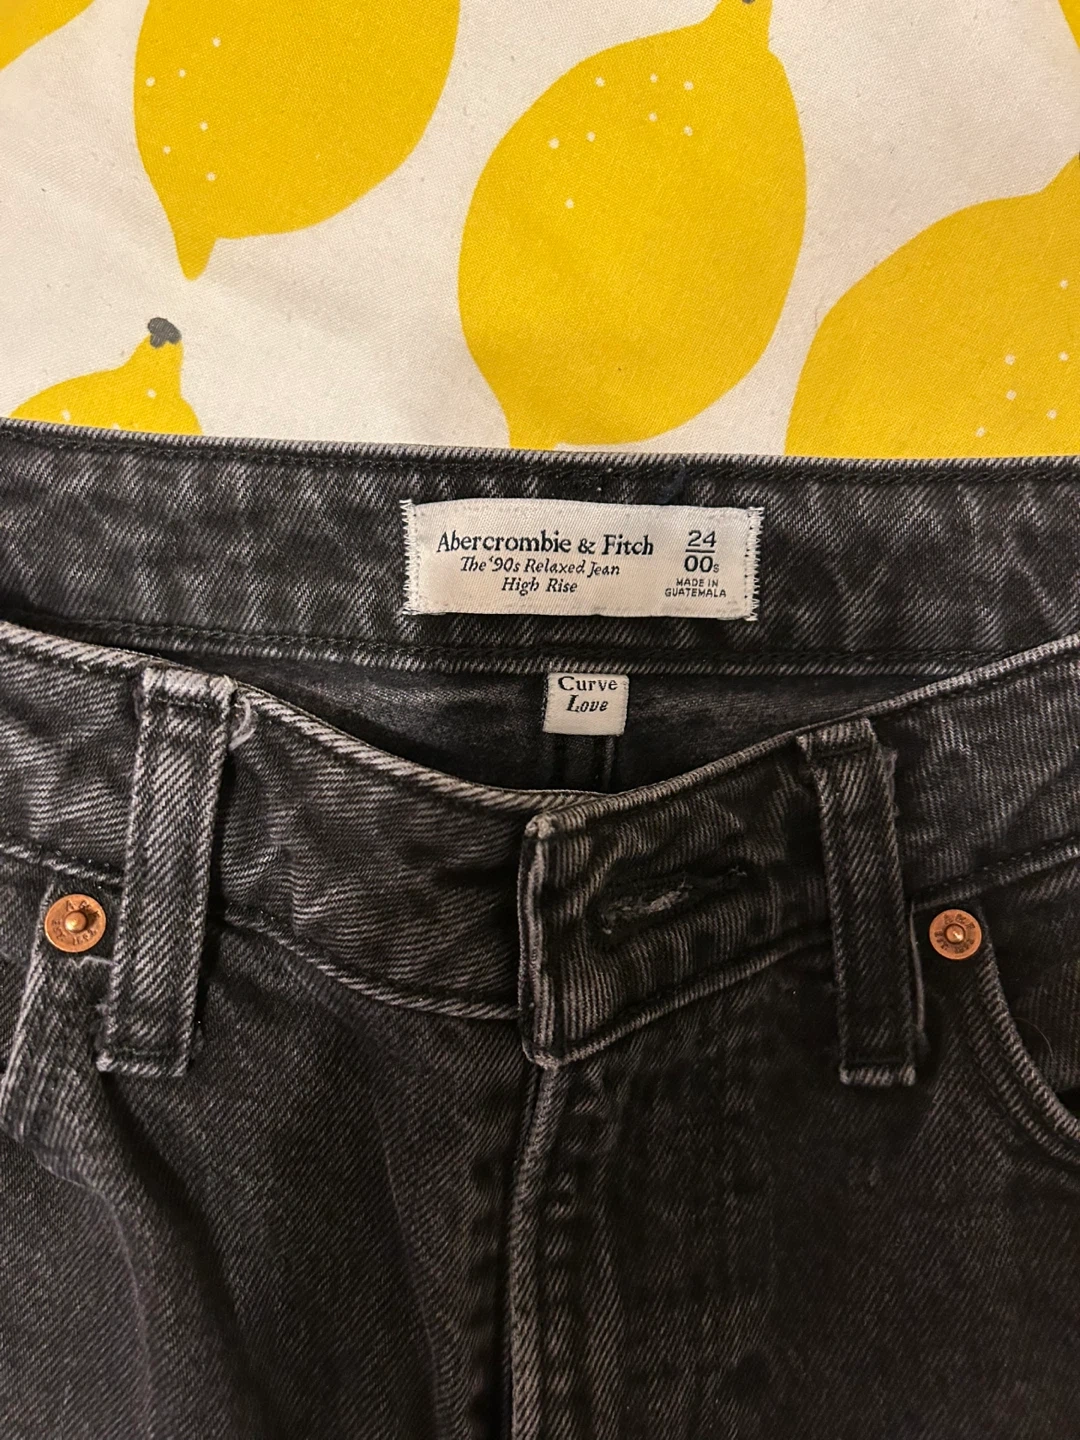 Abercrombie & Fitch
The '90s Relaxed Jean
High Rise
24
00s
MADE IN
GUATEMALA
Curve
Love